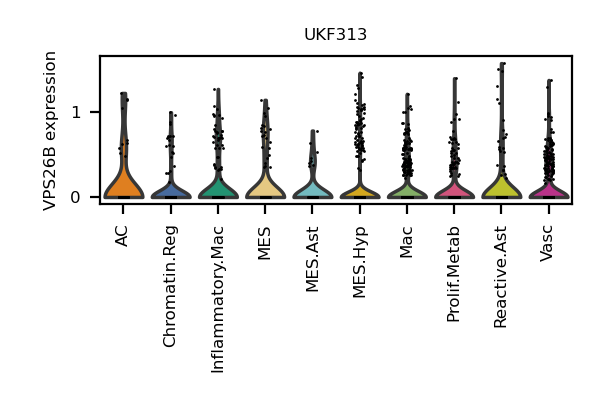 UKF313
VPS26B expression
1
0
AC
Chromatin.Reg
Inflammatory.Mac
MES
MES.Ast
MES.Hyp
Mac
Prolif.Metab
Reactive.Ast
Vasc